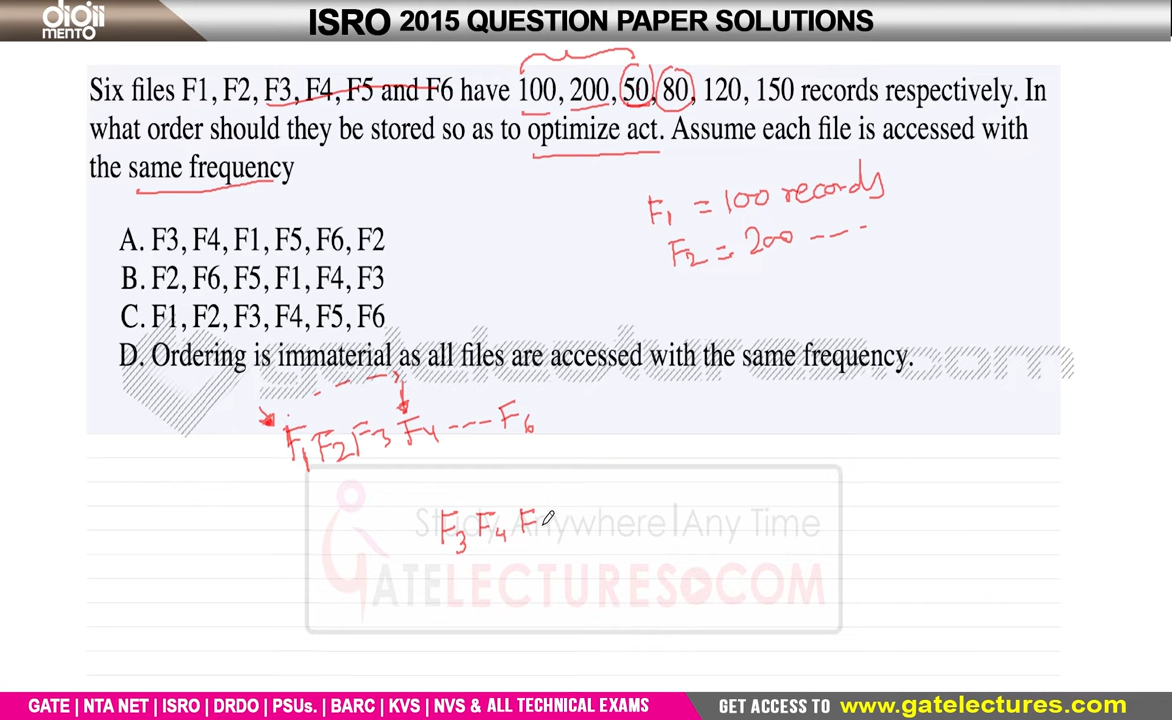 digii
MENTO
ISRO 2015 QUESTION PAPER SOLUTIONS
Six files F1, F2, F3, F4, F5 and F6 have 100, 200, 50, 80, 120, 150 records respectively. In
what order should they be stored so as to optimize act. Assume each file is accessed with
the same frequency
F1 = 100 records
F2 = 200 ----
A. F3, F4, F1, F5, F6, F2
B. F2, F6, F5, F1, F4, F3
C. F1, F2, F3, F4, F5, F6
D. Ordering is immaterial as all files are accessed with the same frequency.
F1 F2 F3 F4 --- F6
F3 F4 F
Study Anywhere|Any Time
GATELECTURES.COM
GATE | NTA NET | ISRO | DRDO | PSUs. | BARC | KVS | NVS & ALL TECHNICAL EXAMS
GET ACCESS TO www.gatelectures.com